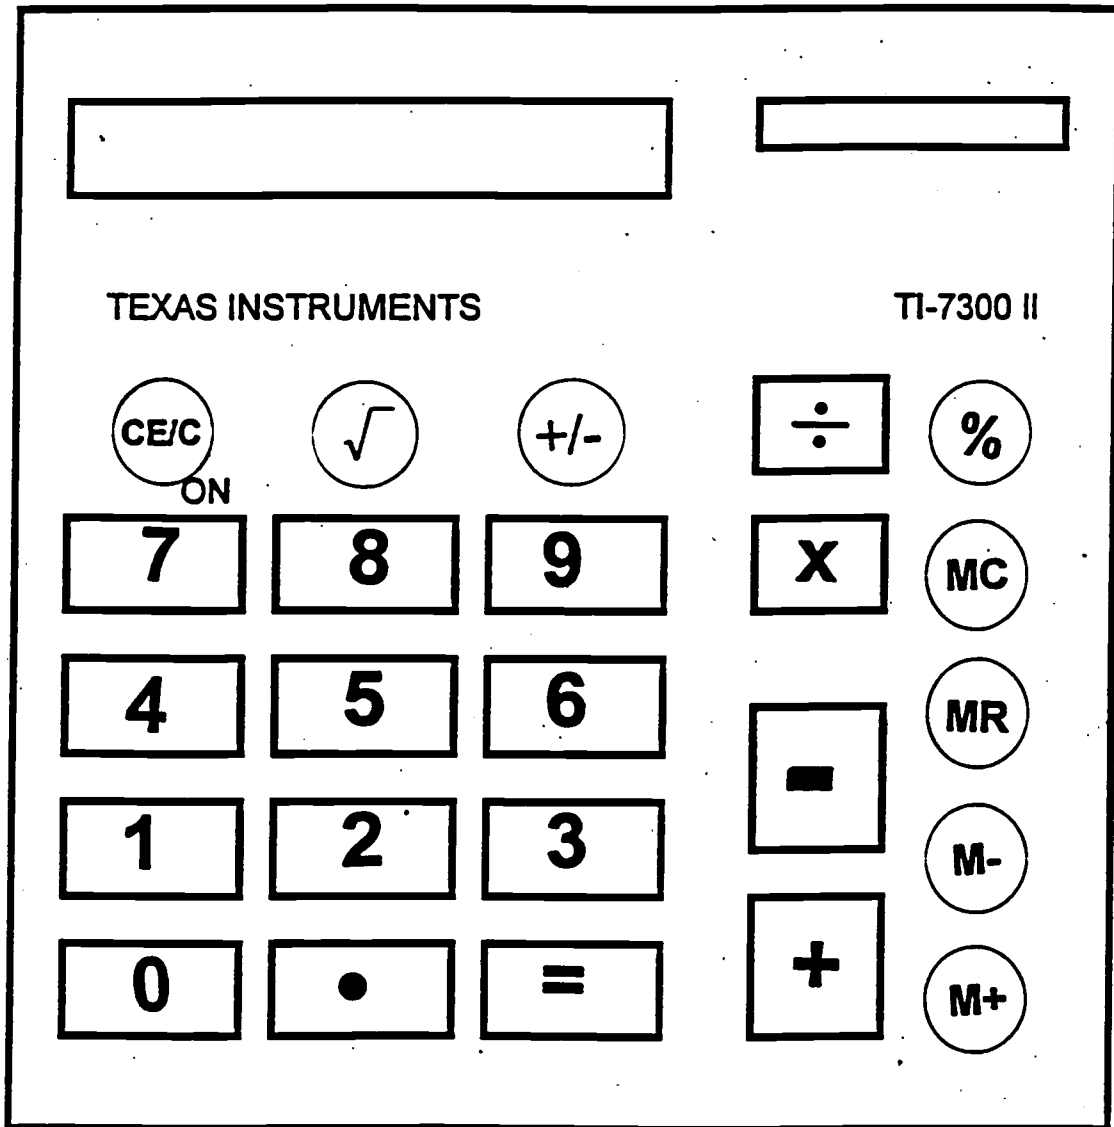 TEXAS INSTRUMENTS TI-7300 II
CE/C √ +/- ÷ %
ON
7 8 9 X MC
4 5 6 - MR
1 2 3 M-
0 • = + M+